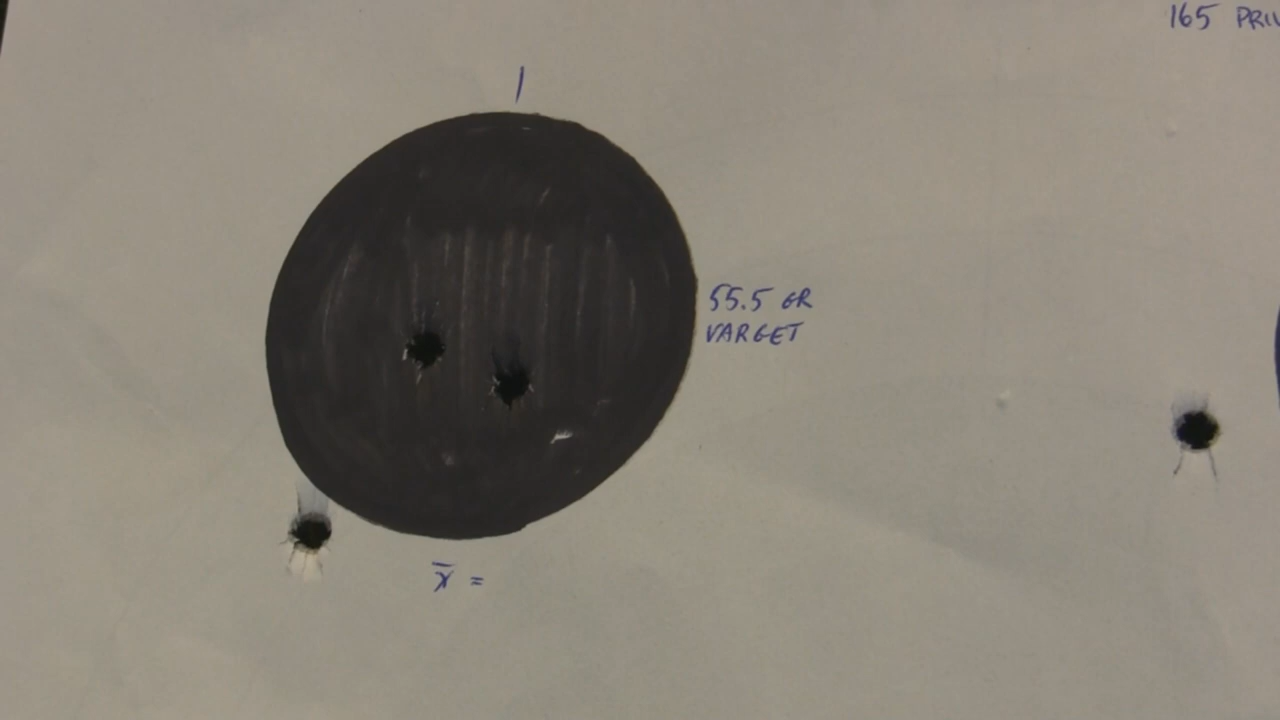 165
1
55.5 GR
VARGET
x̄ =